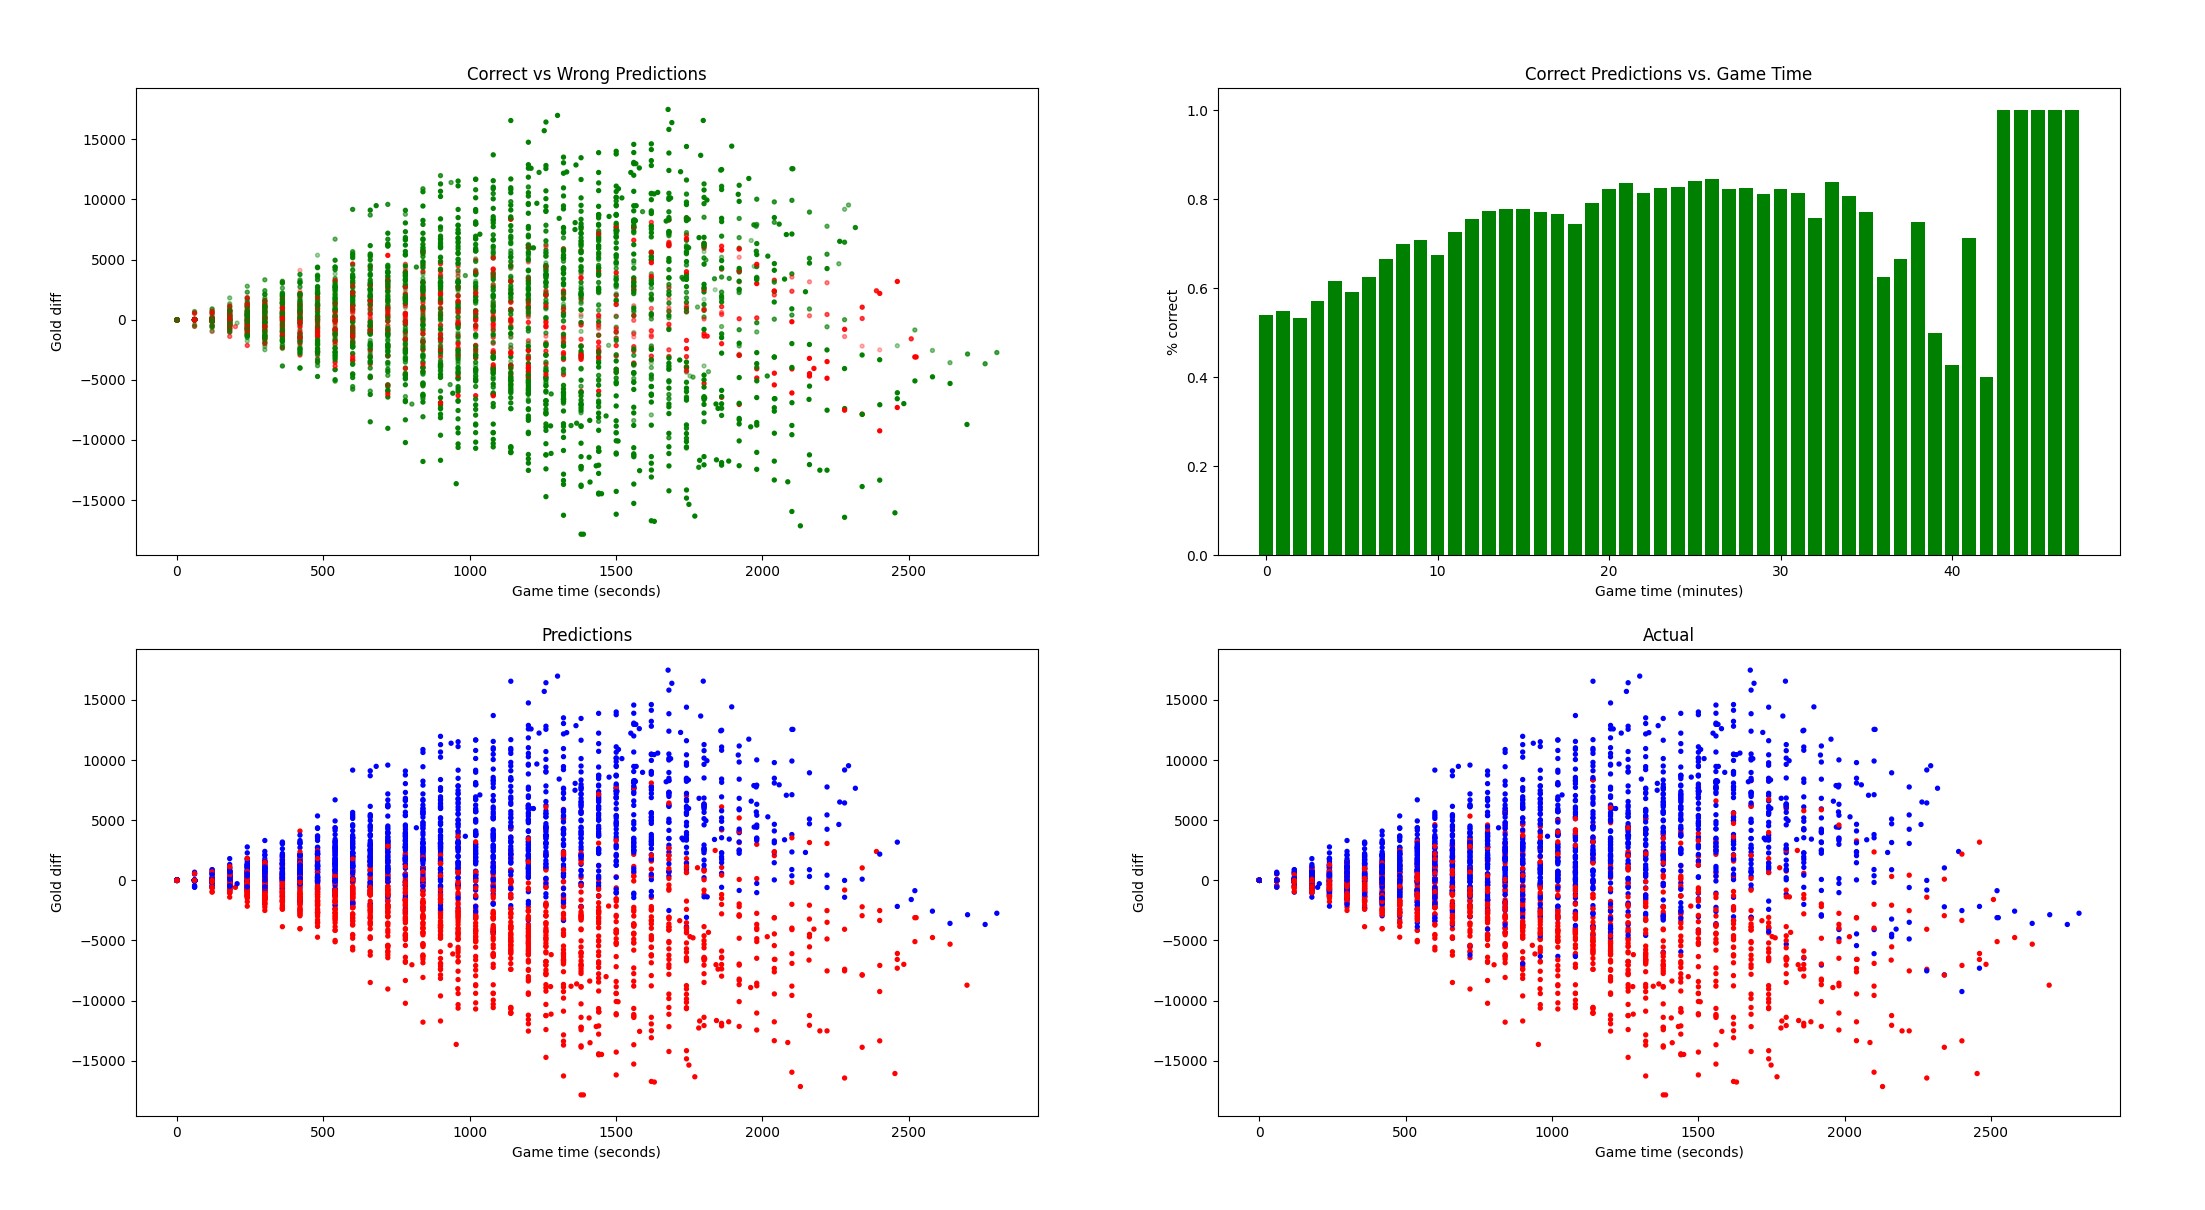 Correct vs Wrong Predictions
15000
10000
5000
0
−5000
−10000
−15000
Gold diff
0 500 1000 1500 2000 2500
Game time (seconds)
Correct Predictions vs. Game Time
1.0
0.8
0.6
0.4
0.2
0.0
% correct
0 10 20 30 40
Game time (minutes)
Predictions
15000
10000
5000
0
−5000
−10000
−15000
Gold diff
0 500 1000 1500 2000 2500
Game time (seconds)
Actual
15000
10000
5000
0
−5000
−10000
−15000
Gold diff
0 500 1000 1500 2000 2500
Game time (seconds)